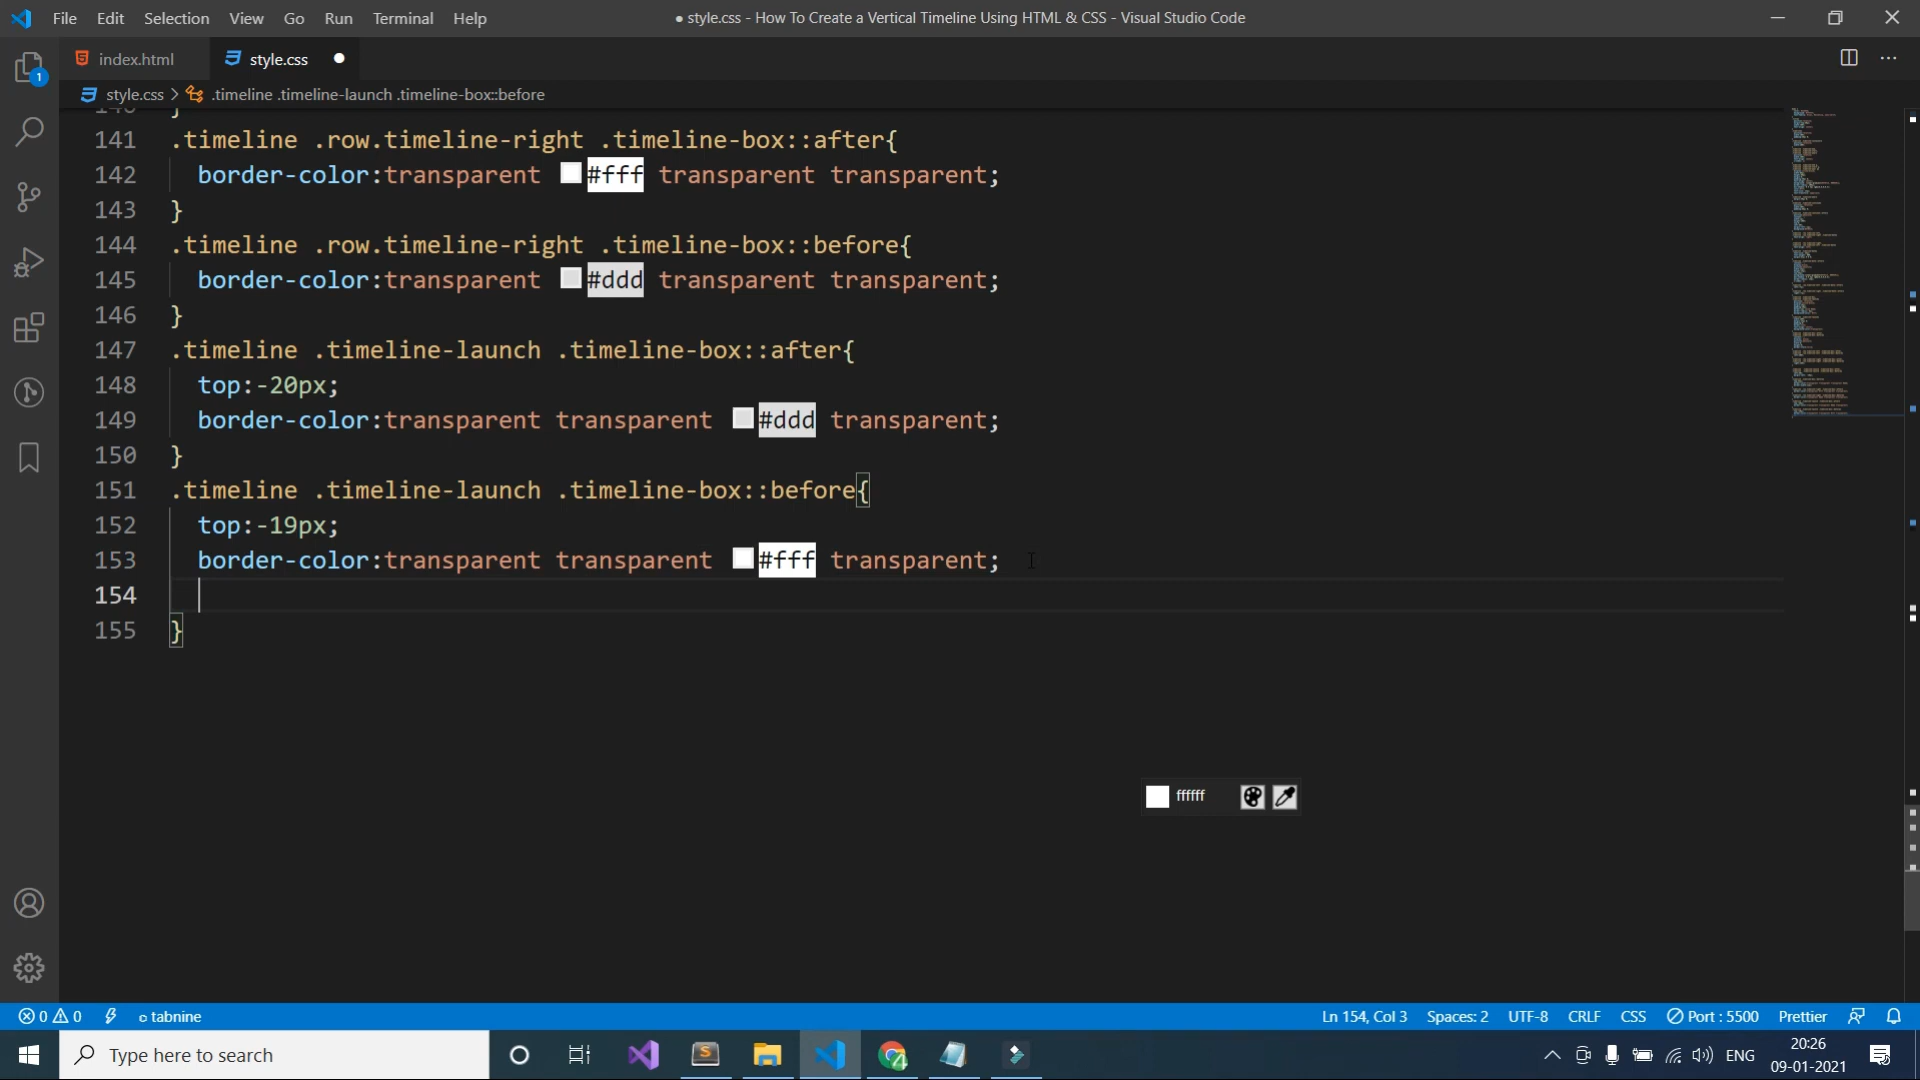 File Edit Selection View Go Run Terminal Help
● style.css - How To Create a Vertical Timeline Using HTML & CSS - Visual Studio Code
index.html
style.css ●
style.css > .timeline .timeline-launch .timeline-box::before
1
141 .timeline .row.timeline-right .timeline-box::after{
142 border-color:transparent #fff transparent transparent;
143 }
144 .timeline .row.timeline-right .timeline-box::before{
145 border-color:transparent #ddd transparent transparent;
146 }
147 .timeline .timeline-launch .timeline-box::after{
148 top:-20px;
149 border-color:transparent transparent #ddd transparent;
150 }
151 .timeline .timeline-launch .timeline-box::before{
152 top:-19px;
153 border-color:transparent transparent #fff transparent;
154
155 }
ffffff
0 0 tabnine
Ln 154, Col 3 Spaces: 2 UTF-8 CRLF CSS Port : 5500 Prettier
Type here to search
ENG
20:26
09-01-2021